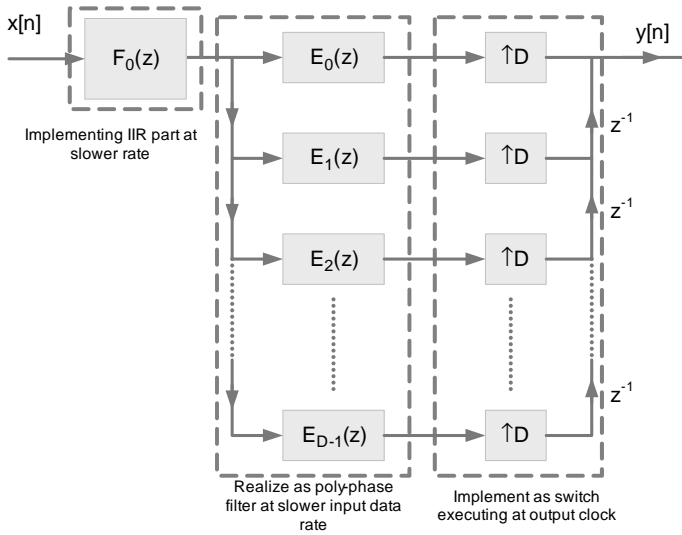 x[n]
y[n]
F₀(z)
E₀(z)
↑D
Implementing IIR part at
slower rate
z⁻¹
E₁(z)
↑D
z⁻¹
E₂(z)
↑D
z⁻¹
E_D-1(z)
↑D
Realize as poly-phase
filter at slower input data
rate
Implement as switch
executing at output clock